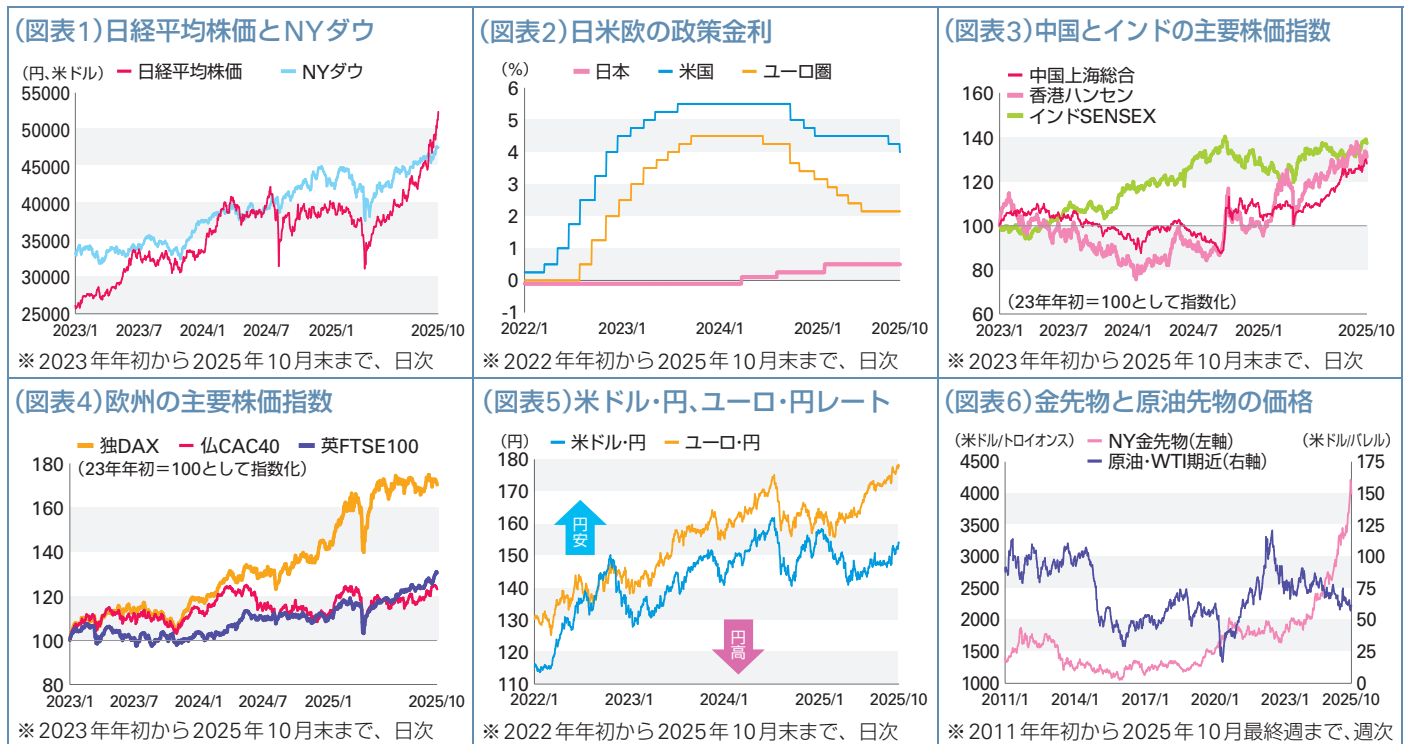 (図表1)日経平均株価とNYダウ
(円、米ドル)
日経平均株価
NYダウ
55000
50000
45000
40000
35000
30000
25000
2023/1 2023/7 2024/1 2024/7 2025/1 2025/10
※2023年年初から2025年10月末まで、日次
(図表2)日米欧の政策金利
(%)
日本
米国
ユーロ圏
6
5
4
3
2
1
0
-1
2022/1 2023/1 2024/1 2025/1 2025/10
※2022年年初から2025年10月末まで、日次
(図表3)中国とインドの主要株価指数
中国上海総合
香港ハンセン
インドSENSEX
160
140
120
100
80
60
(23年年初=100として指数化)
2023/1 2023/7 2024/1 2024/7 2025/1 2025/10
※2023年年初から2025年10月末まで、日次
(図表4)欧州の主要株価指数
独DAX
仏CAC40
英FTSE100
(23年年初=100として指数化)
180
160
140
120
100
80
2023/1 2023/7 2024/1 2024/7 2025/1 2025/10
※2023年年初から2025年10月末まで、日次
(図表5)米ドル・円、ユーロ・円レート
(円)
米ドル・円
ユーロ・円
180
170
160
150
140
130
120
110
円安
円高
2022/1 2023/1 2024/1 2025/1 2025/10
※2022年年初から2025年10月末まで、日次
(図表6)金先物と原油先物の価格
(米ドル/トロイオンス)
NY金先物(左軸)
原油・WTI期近(右軸)
(米ドル/バレル)
4500
4000
3500
3000
2500
2000
1500
1000
175
150
125
100
75
50
25
0
2011/1 2014/1 2017/1 2020/1 2023/1 2025/10
※2011年年初から2025年10月最終週まで、週次